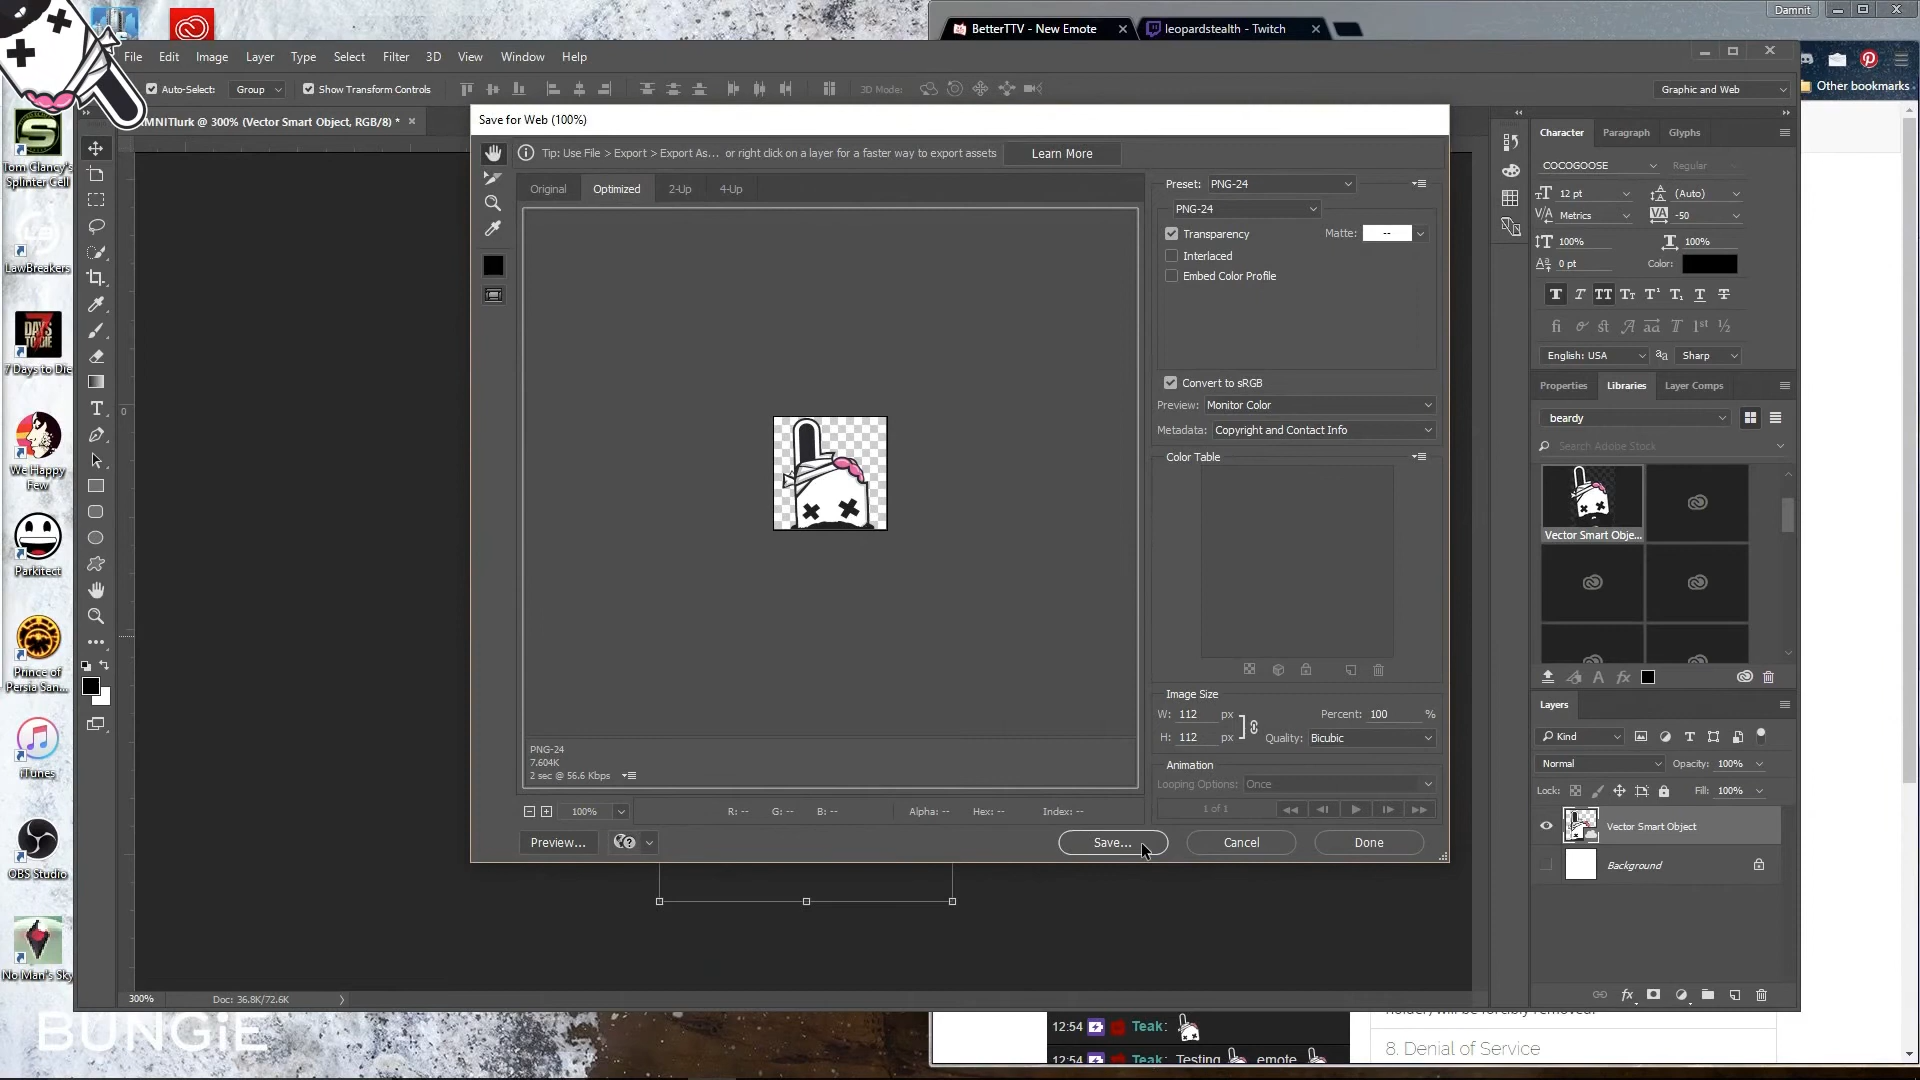 Damnit
BetterTTV - New Emote
leopardstealth - Twitch
File Edit Image Layer Type Select Filter 3D View Window Help
Other bookmarks
Auto-Select: Group Show Transform Controls 3D Mode: Graphic and Web
MNITlurk @ 300% (Vector Smart Object, RGB/8) *
Save for Web (100%)
Tip: Use File > Export > Export As... or right click on a layer for a faster way to export assets
Learn More
Original Optimized 2-Up 4-Up
Preset: PNG-24
PNG-24
Transparency Matte: --
Interlaced
Embed Color Profile
Convert to sRGB
Preview: Monitor Color
Metadata: Copyright and Contact Info
Color Table
Image Size
W: 112 px Percent: 100 %
H: 112 px Quality: Bicubic
Animation
Looping Options: Once
1 of 1
PNG-24
7.604K
2 sec @ 56.6 Kbps
100% R: -- G: -- B: -- Alpha: -- Hex: -- Index: --
Preview... Save... Cancel Done
Character Paragraph Glyphs
COCOGOOSE Regular
12 pt (Auto)
Metrics -50
100% 100%
0 pt Color:
English: USA Sharp
Properties Libraries Layer Comps
beardy
Search Adobe Stock
Vector Smart Obje...
Layers
Kind
Normal Opacity: 100%
Lock: Fill: 100%
Vector Smart Object
Background
300% Doc: 36.8K/72.6K
Tom Clancy's
Splinter Cell
LawBreakers
7 Days to Die
We Happy
Few
Parkitect
Prince of
Persia San...
iTunes
OBS Studio
No Man's Sky
BUNGiE
12:54 Teak:
12:54 Teak: Testing emote
holder) will be forcibly removed.
8. Denial of Service